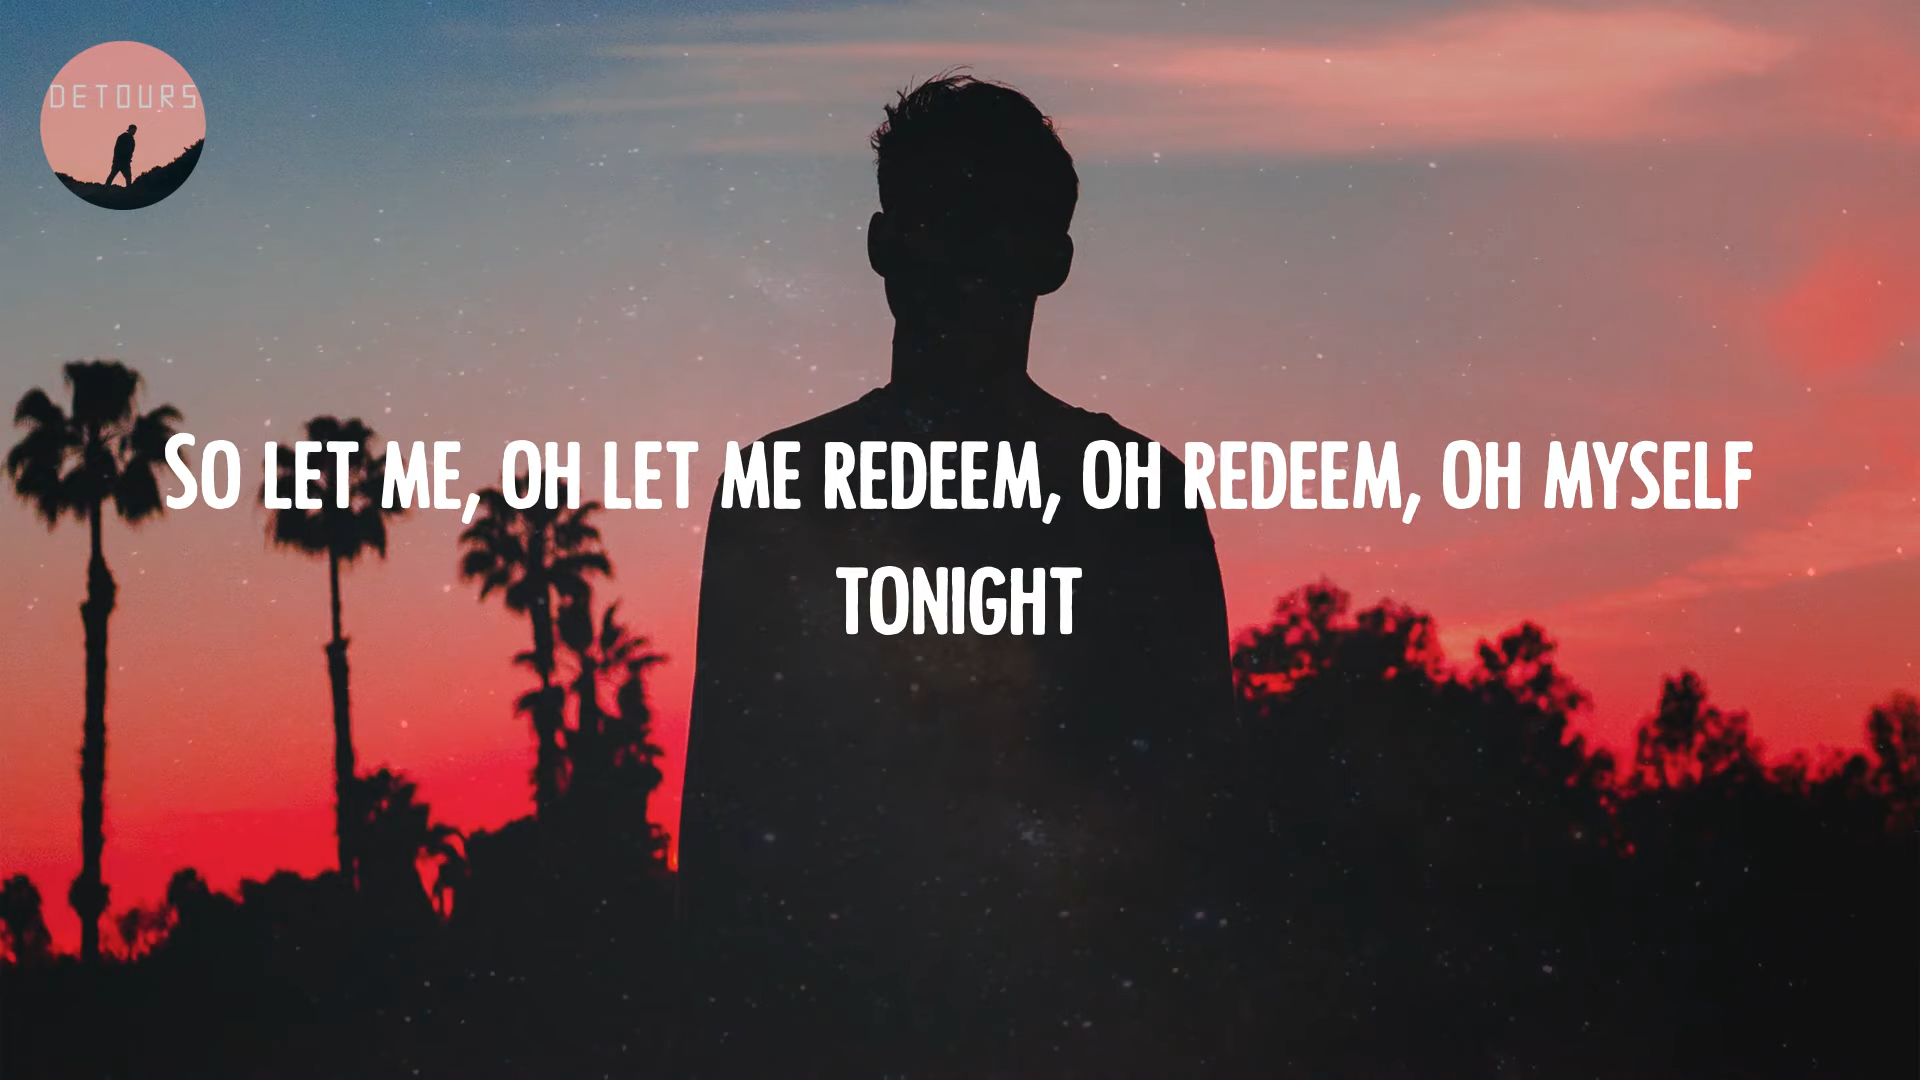 DETOURS
SO LET ME, OH LET ME REDEEM, OH REDEEM, OH MYSELF
TONIGHT